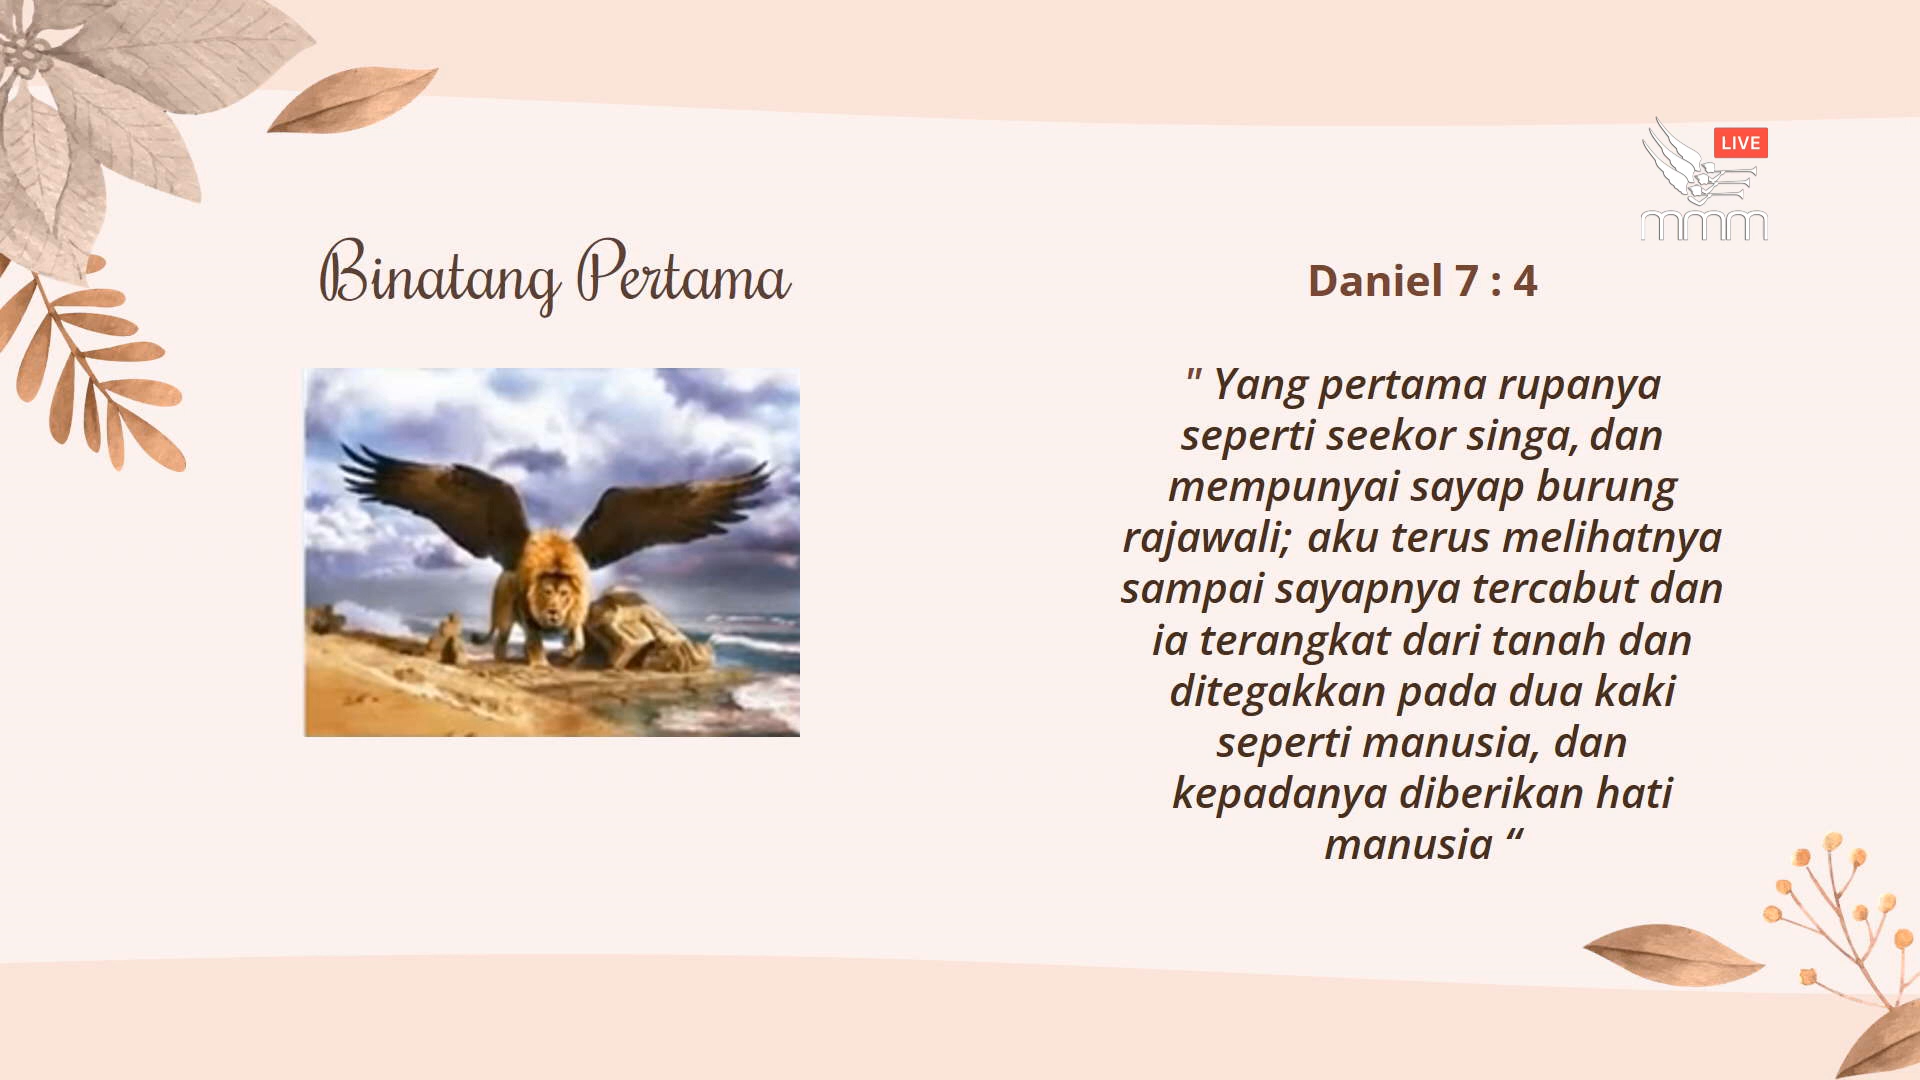 LIVE
mmm
Binatang Pertama
Daniel 7 : 4
" Yang pertama rupanya
seperti seekor singa, dan
mempunyai sayap burung
rajawali; aku terus melihatnya
sampai sayapnya tercabut dan
ia terangkat dari tanah dan
ditegakkan pada dua kaki
seperti manusia, dan
kepadanya diberikan hati
manusia “